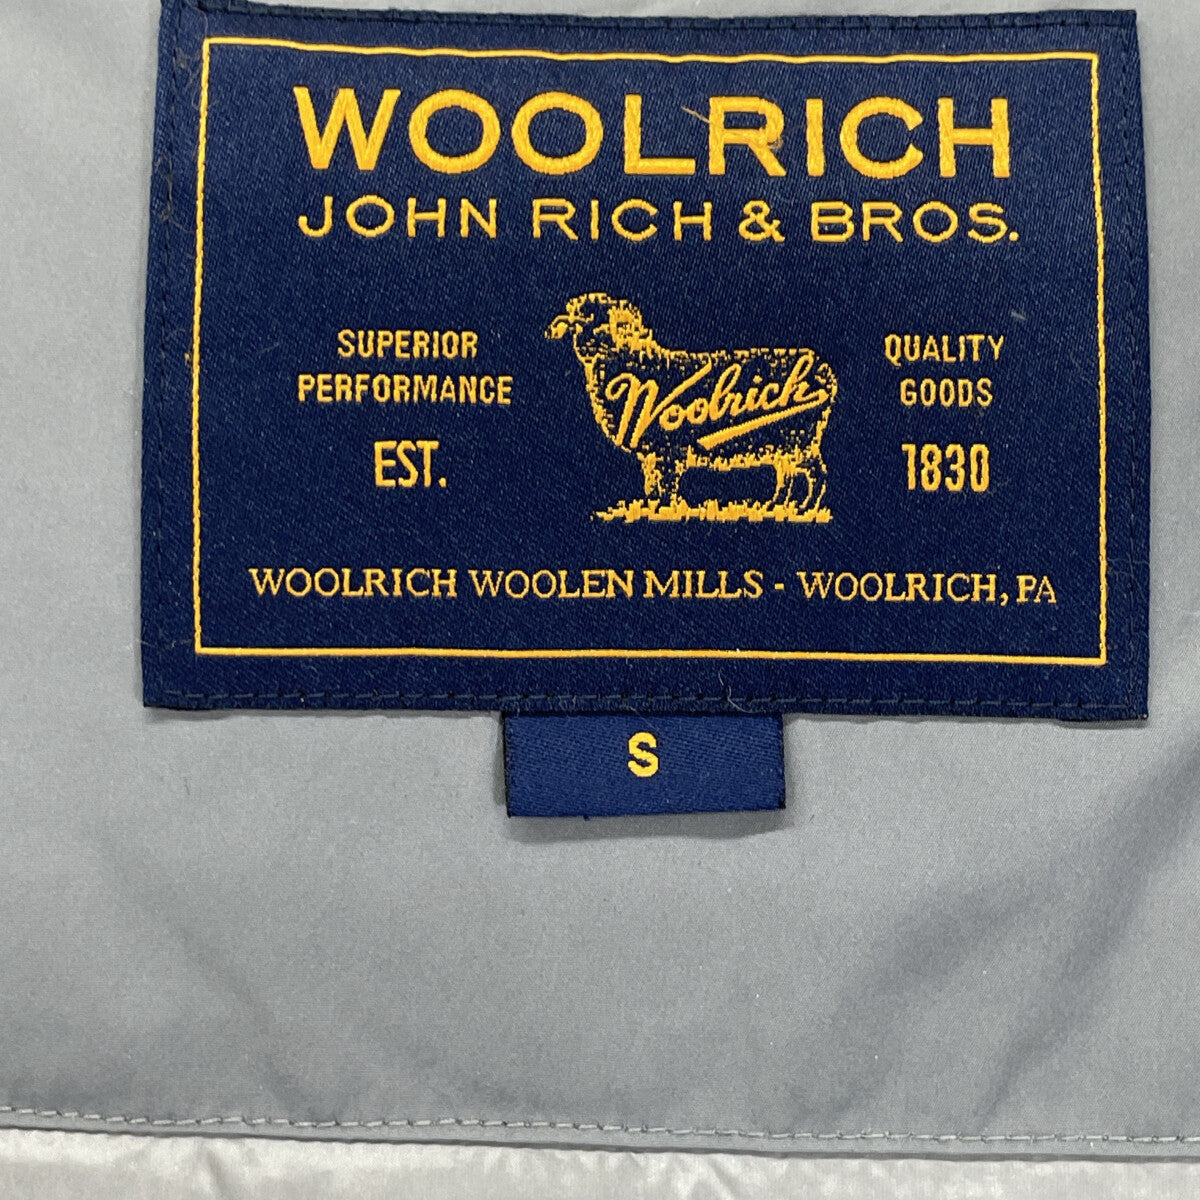 WOOLRICH
JOHN RICH & BROS.
SUPERIOR
PERFORMANCE
EST.
Woolrich
QUALITY
GOODS
1830
WOOLRICH WOOLEN MILLS - WOOLRICH, PA
S